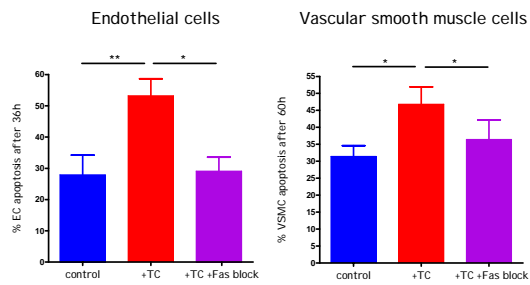 Endothelial cells
% EC apoptosis after 36h
60
50
40
30
20
10
0
**
*
control
+TC
+TC +Fas block
Vascular smooth muscle cells
% VSMC apoptosis after 60h
55
50
45
40
35
30
25
20
15
10
5
0
*
*
control
+TC
+TC +Fas block